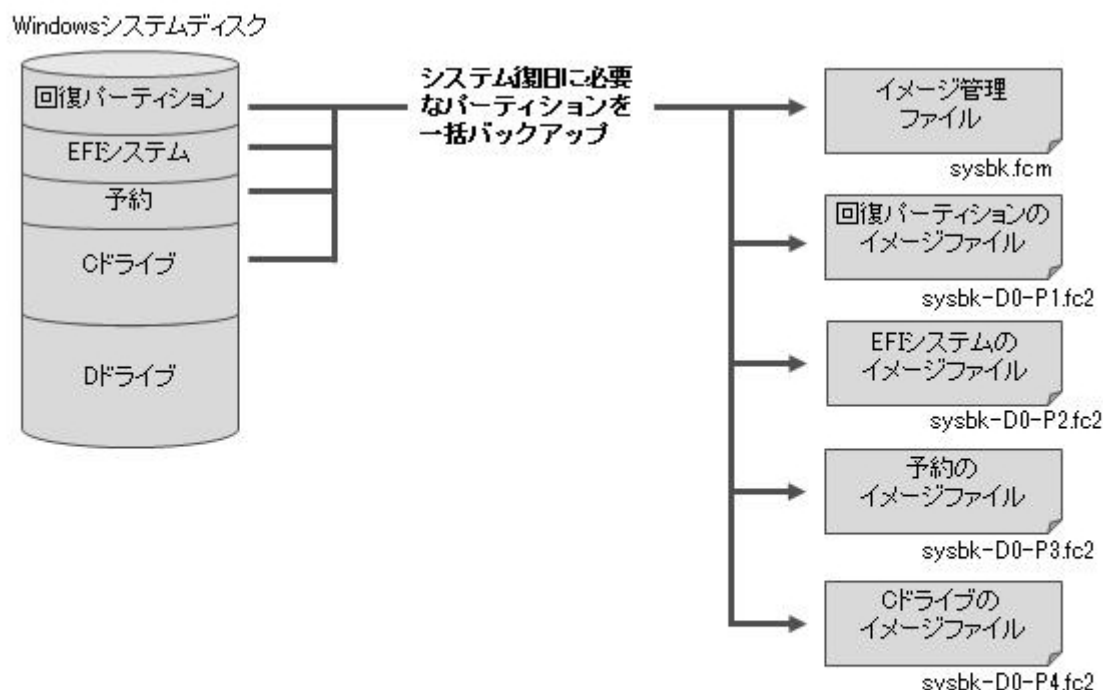 Windowsシステムディスク
回復パーティション
EFIシステム
予約
Cドライブ
Dドライブ
システム復旧に必要
なパーティションを
一括バックアップ
イメージ管理
ファイル
sysbk.fcm
回復パーティションの
イメージファイル
sysbk-D0-P1.fc2
EFIシステムの
イメージファイル
sysbk-D0-P2.fc2
予約の
イメージファイル
sysbk-D0-P3.fc2
Cドライブの
イメージファイル
sysbk-D0-P4.fc2